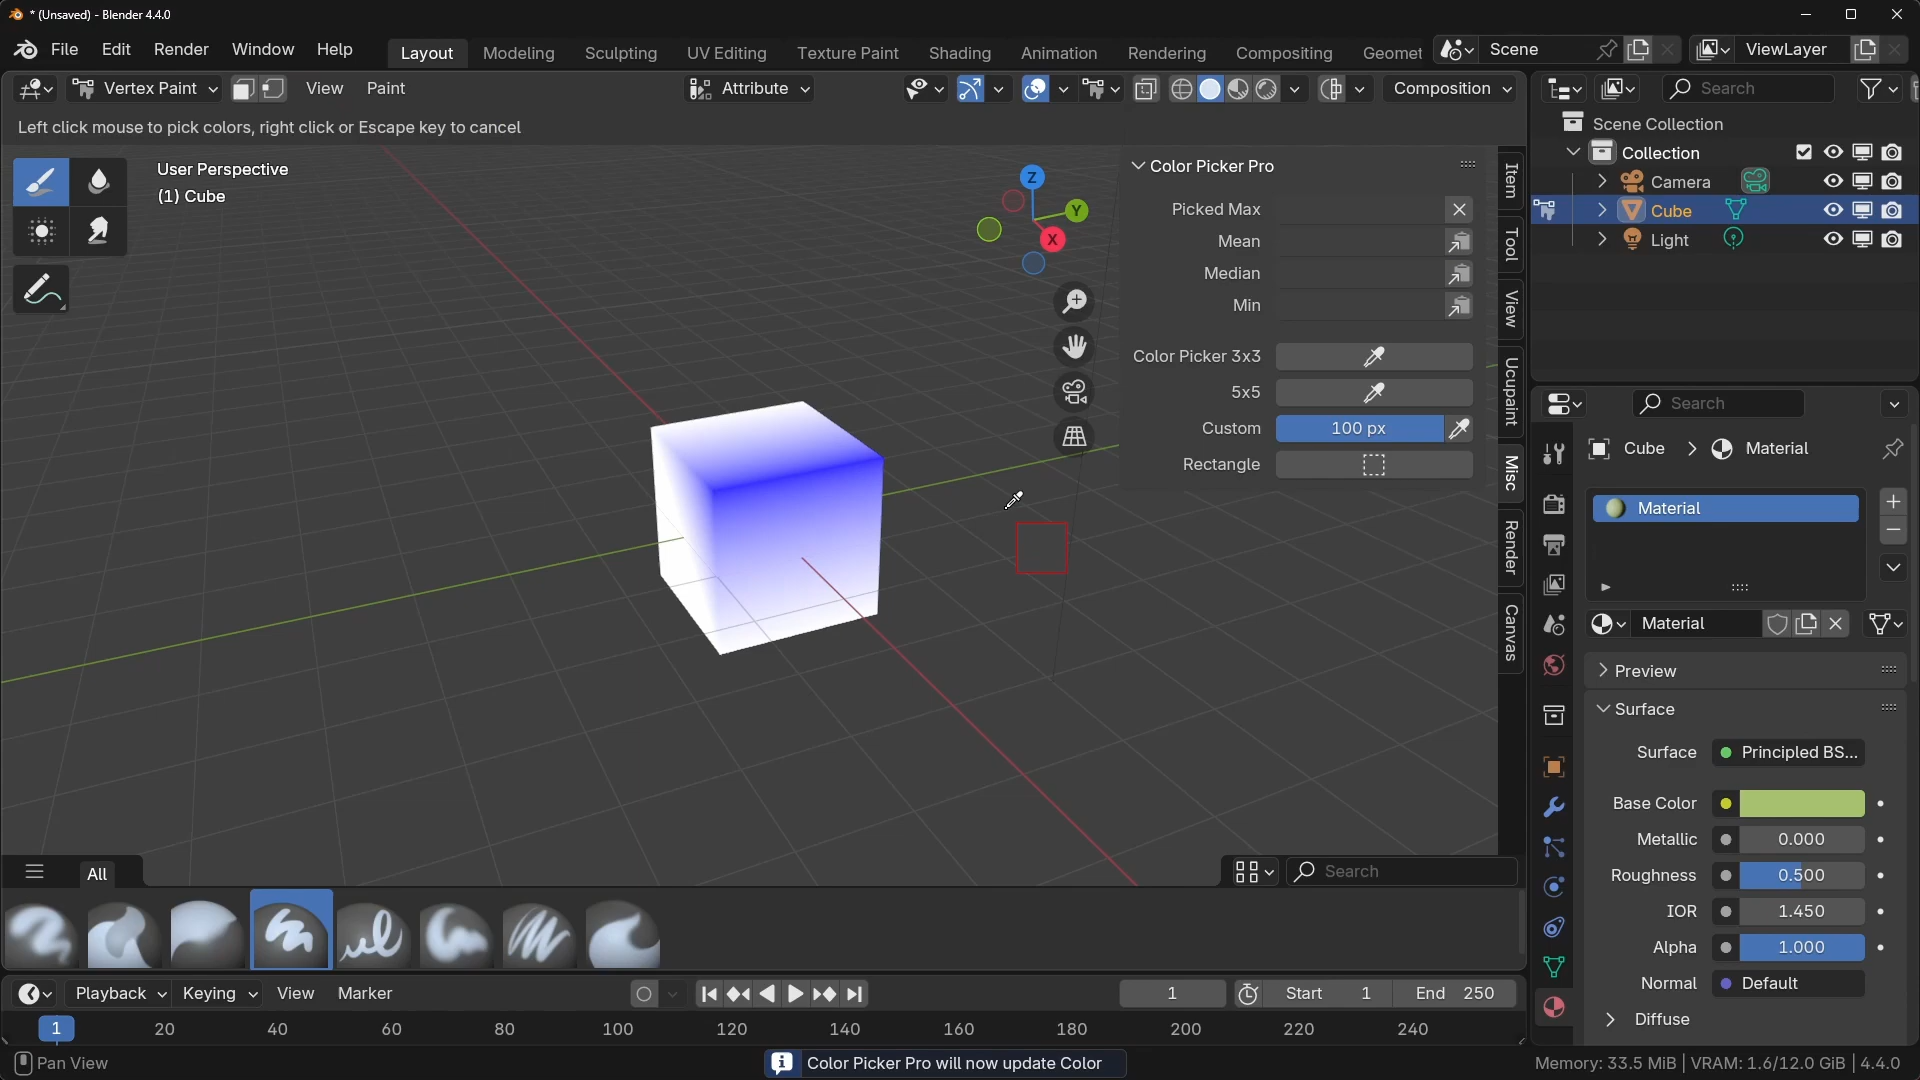 * (Unsaved) - Blender 4.4.0
File Edit Render Window Help Layout Modeling Sculpting UV Editing Texture Paint Shading Animation Rendering Compositing Geomet Scene ViewLayer
Vertex Paint View Paint Attribute Composition Search
Left click mouse to pick colors, right click or Escape key to cancel
User Perspective
(1) Cube
Z
Y
X
Color Picker Pro
Picked Max
Mean
Median
Min
Color Picker 3x3
5x5
Custom 100 px
Rectangle
Item
Tool
View
Ucupaint
Misc
Render
Canvas
Scene Collection
Collection
Camera
Cube
Light
Search
Cube Material
Material
Material
Preview
Surface
Surface Principled BS...
Base Color
Metallic 0.000
Roughness 0.500
IOR 1.450
Alpha 1.000
Normal Default
Diffuse
All Search
Playback Keying View Marker 1 Start 1 End 250
1 20 40 60 80 100 120 140 160 180 200 220 240
Pan View Color Picker Pro will now update Color Memory: 33.5 MiB | VRAM: 1.6/12.0 GiB | 4.4.0